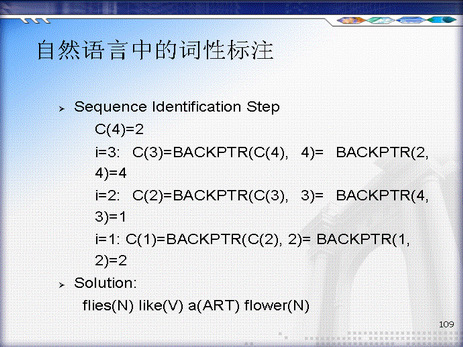 自然语言中的词性标注
Sequence Identification Step
C(4)=2
i=3: C(3)=BACKPTR(C(4), 4)= BACKPTR(2,
4)=4
i=2: C(2)=BACKPTR(C(3), 3)= BACKPTR(4,
3)=1
i=1: C(1)=BACKPTR(C(2), 2)= BACKPTR(1,
2)=2
Solution:
flies(N) like(V) a(ART) flower(N)
109